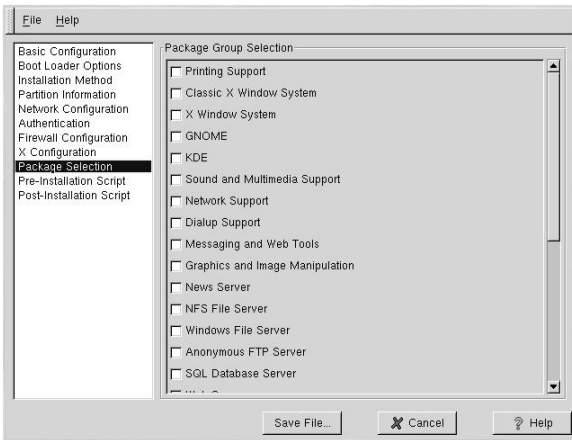 File Help
Basic Configuration
Boot Loader Options
Installation Method
Partition Information
Network Configuration
Authentication
Firewall Configuration
X Configuration
Package Selection
Pre-Installation Script
Post-Installation Script
Package Group Selection
Printing Support
Classic X Window System
X Window System
GNOME
KDE
Sound and Multimedia Support
Network Support
Dialup Support
Messaging and Web Tools
Graphics and Image Manipulation
News Server
NFS File Server
Windows File Server
Anonymous FTP Server
SQL Database Server
Save File... Cancel Help